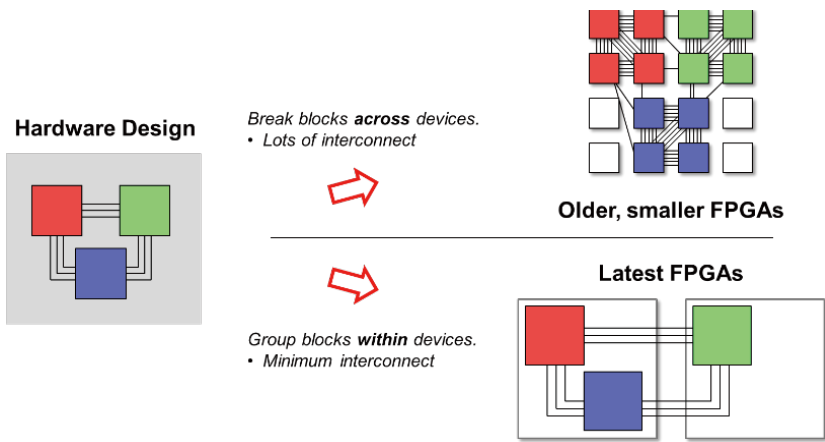 Hardware Design
Break blocks across devices.
• Lots of interconnect
Older, smaller FPGAs
Latest FPGAs
Group blocks within devices.
• Minimum interconnect